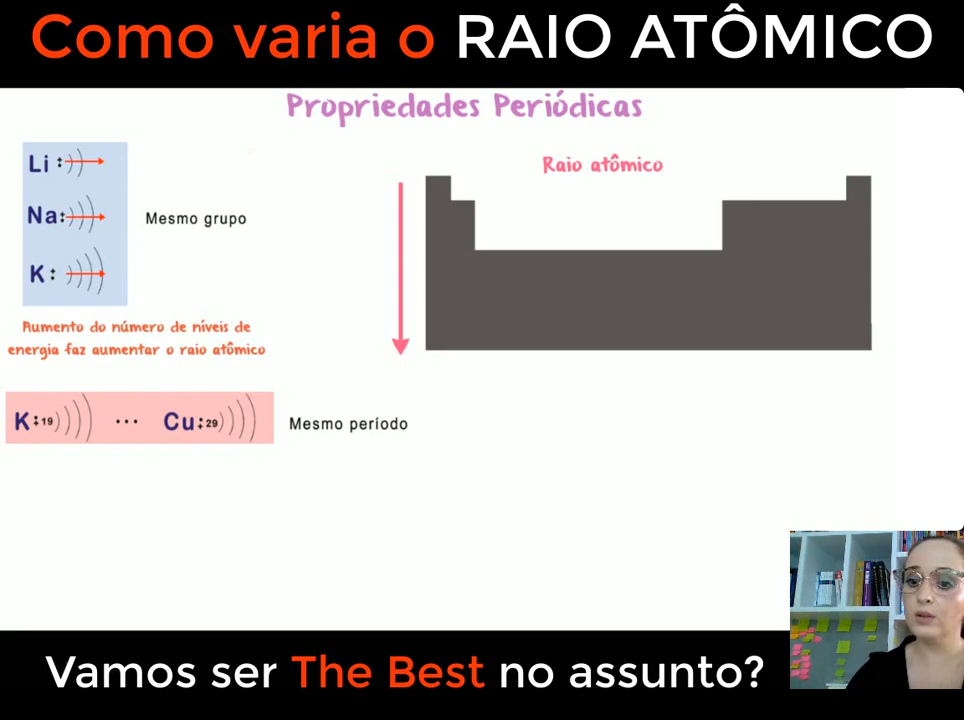 Como varia o RAIO ATÔMICO
Propriedades Periódicas
Raio atômico
Li :
Na:
Mesmo grupo
K :
Aumento do número de níveis de
energia faz aumentar o raio atômico
K:19 ... Cu:29
Mesmo período
Vamos ser The Best no assunto?